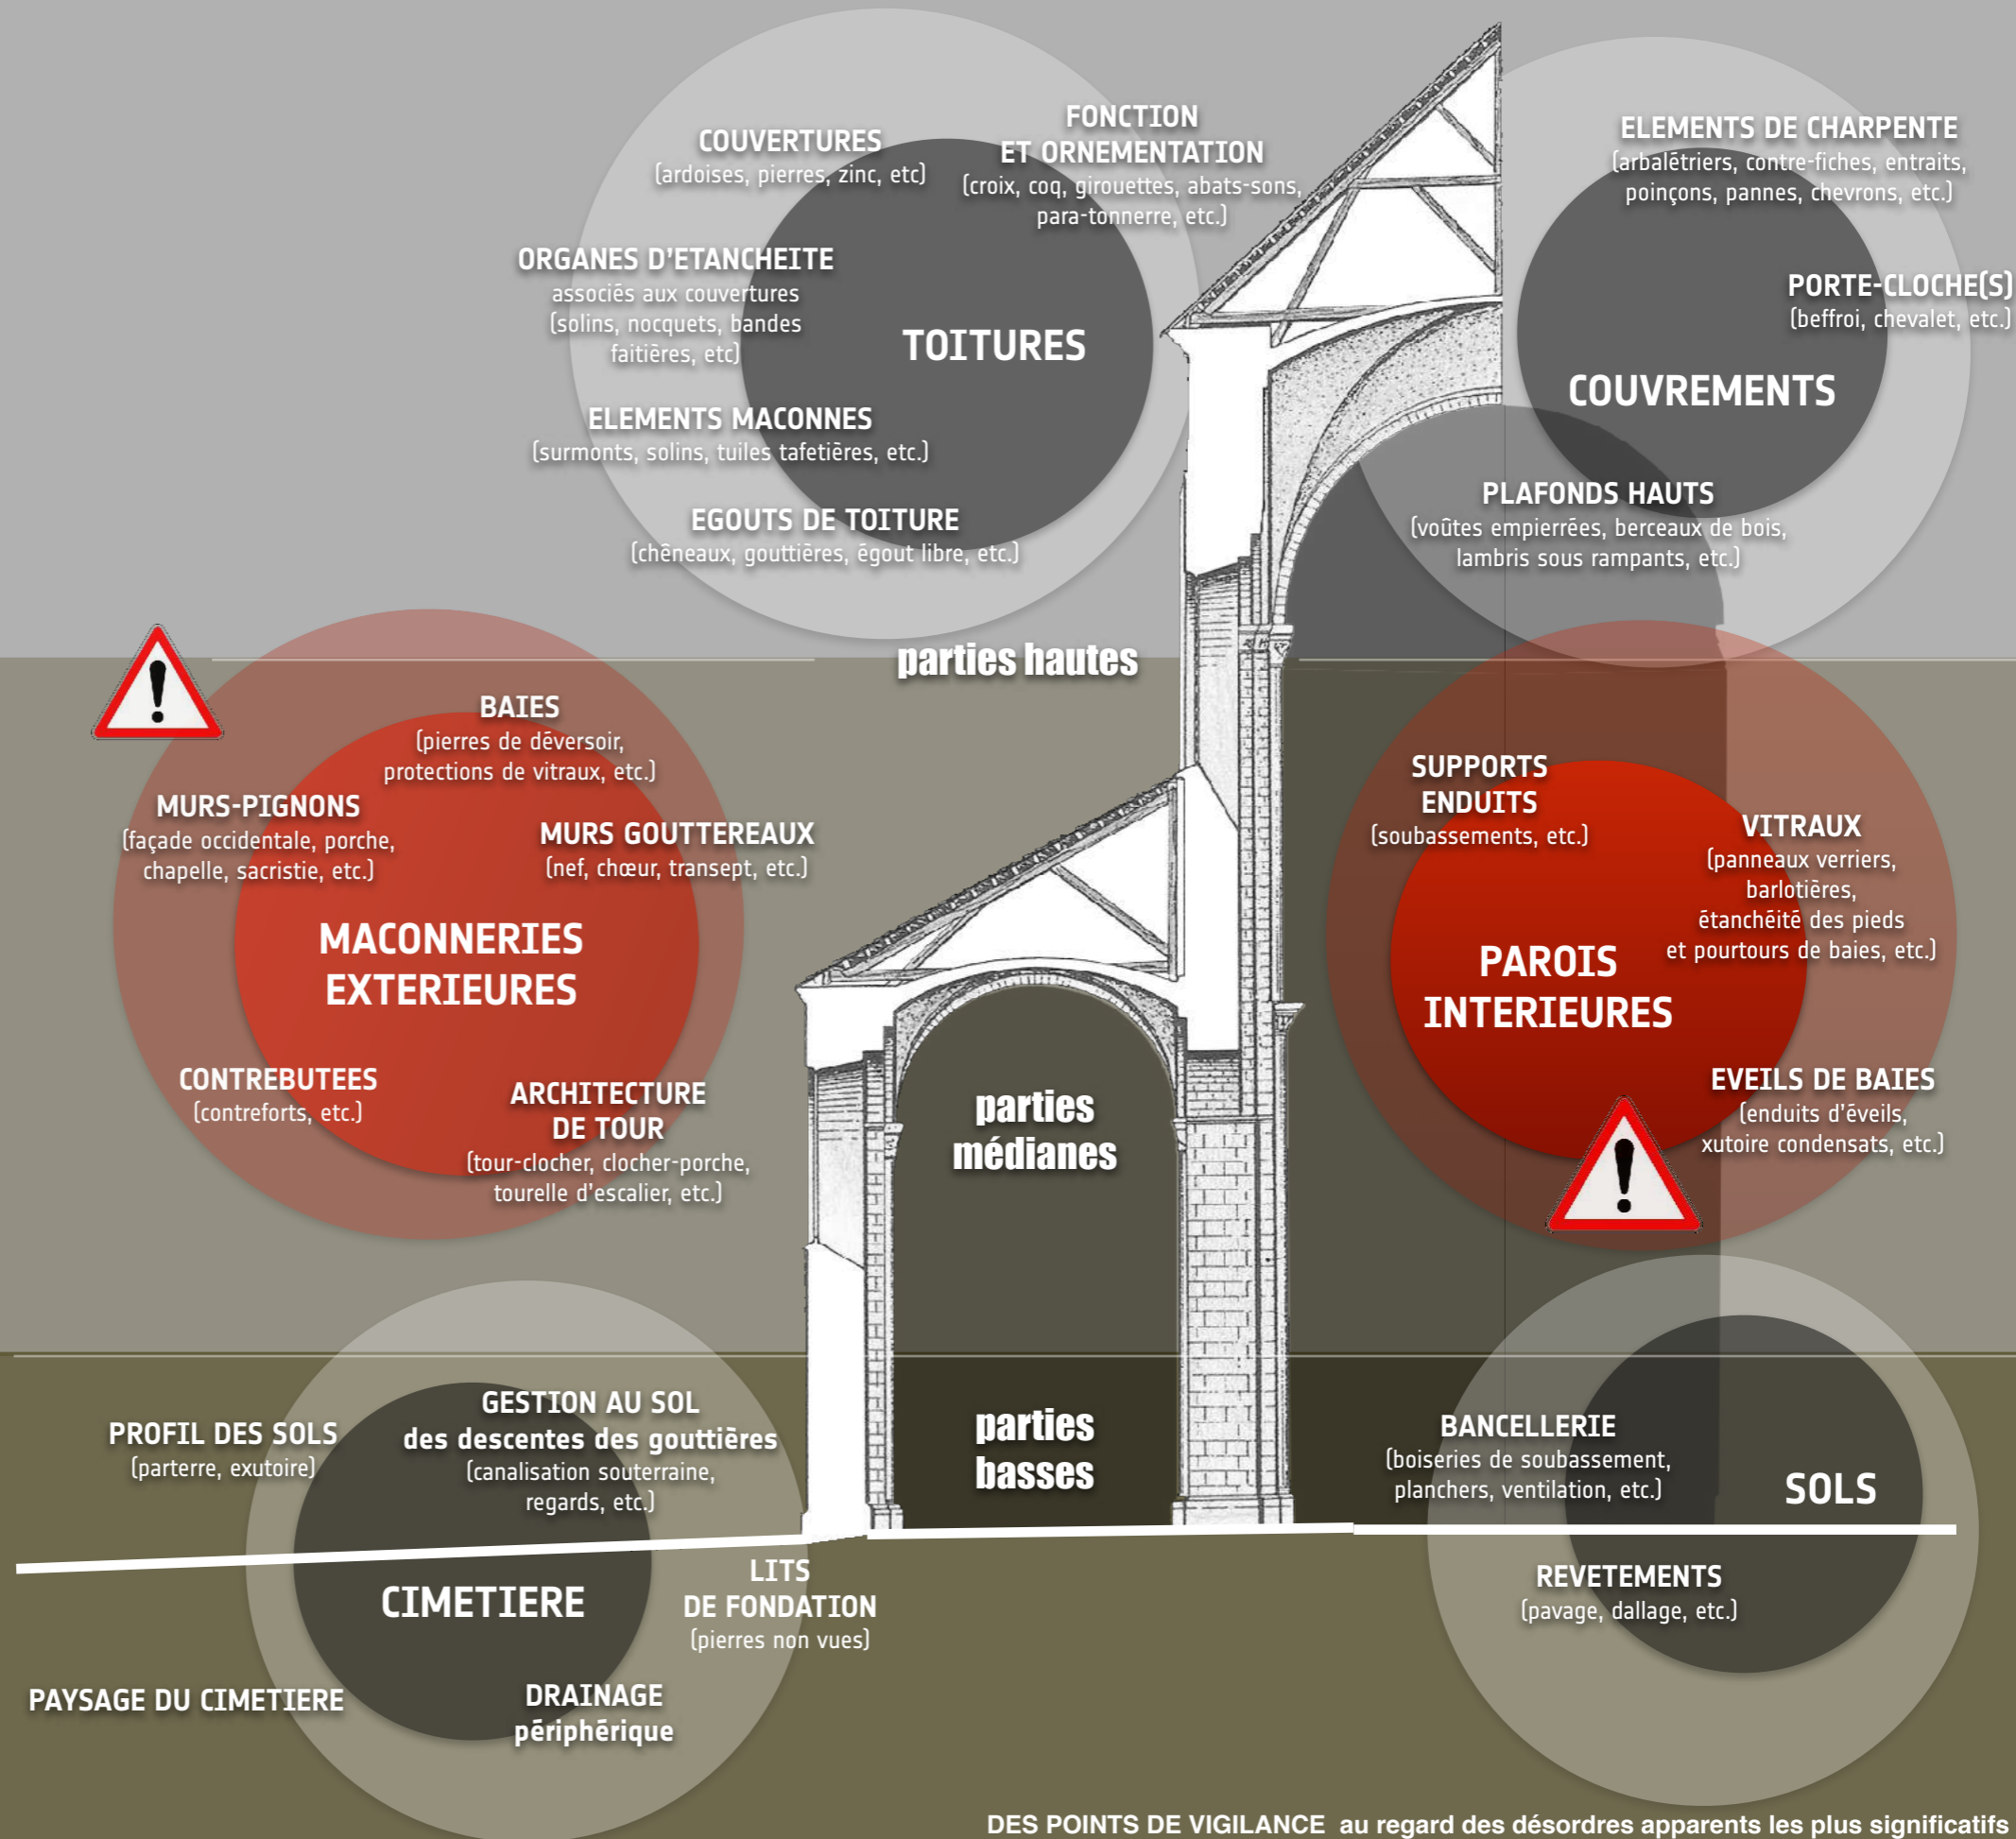 COUVERTURES
(ardoises, pierres, zinc, etc)
FONCTION
ET ORNEMENTATION
(croix, coq, girouettes, abats-sons,
para-tonnerre, etc.)
ORGANES D'ETANCHEITE
associés aux couvertures
(solins, nocquets, bandes
faitières, etc)
TOITURES
ELEMENTS MACONNES
(surmonts, solins, tuiles tafetières, etc.)
EGOUTS DE TOITURE
(chêneaux, gouttières, égout libre, etc.)
ELEMENTS DE CHARPENTE
(arbalétriers, contre-fiches, entraits,
poinçons, pannes, chevrons, etc.)
PORTE-CLOCHE(S)
(beffroi, chevalet, etc.)
COUVREMENTS
PLAFONDS HAUTS
(voûtes empierrées, berceaux de bois,
lambris sous rampants, etc.)
parties hautes
BAIES
(pierres de déversoir,
protections de vitraux, etc.)
MURS-PIGNONS
(façade occidentale, porche,
chapelle, sacristie, etc.)
MURS GOUTTEREAUX
(nef, chœur, transept, etc.)
MACONNERIES
EXTERIEURES
CONTREBUTEES
(contreforts, etc.)
ARCHITECTURE
DE TOUR
(tour-clocher, clocher-porche,
tourelle d'escalier, etc.)
parties
médianes
SUPPORTS
ENDUITS
(soubassements, etc.)
VITRAUX
(panneaux verriers,
barlotières,
étanchéité des pieds
et pourtours de baies, etc.)
PAROIS
INTERIEURES
EVEILS DE BAIES
(enduits d'éveils,
xutoire condensats, etc.)
PROFIL DES SOLS
(parterre, exutoire)
GESTION AU SOL
des descentes des gouttières
(canalisation souterraine,
regards, etc.)
CIMETIERE
LITS
DE FONDATION
(pierres non vues)
PAYSAGE DU CIMETIERE
DRAINAGE
périphérique
parties
basses
BANCELLERIE
(boiseries de soubassement,
planchers, ventilation, etc.)
SOLS
REVETEMENTS
(pavage, dallage, etc.)
DES POINTS DE VIGILANCE au regard des désordres apparents les plus significatifs